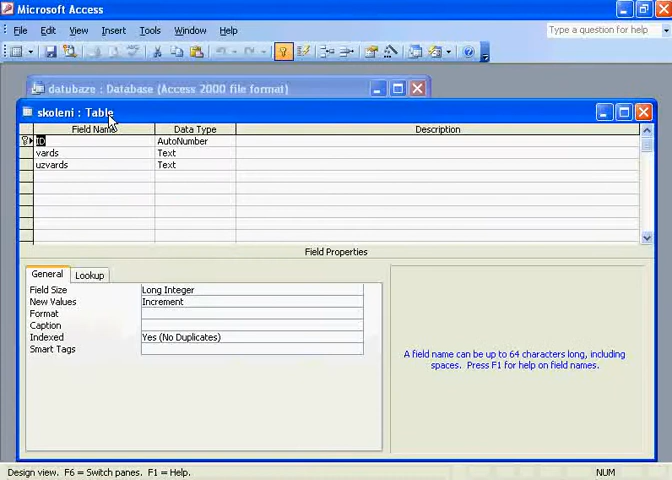 Microsoft Access
File Edit View Insert Tools Window Help
Type a question for help
datubaze : Database (Access 2000 file format)
skoleni : Table
Field Name Data Type Description
ID AutoNumber
vards Text
uzvards Text
Field Properties
General Lookup
Field Size Long Integer
New Values Increment
Format
Caption
Indexed Yes (No Duplicates)
Smart Tags
A field name can be up to 64 characters long, including
spaces. Press F1 for help on field names.
Design view. F6 = Switch panes. F1 = Help. NUM